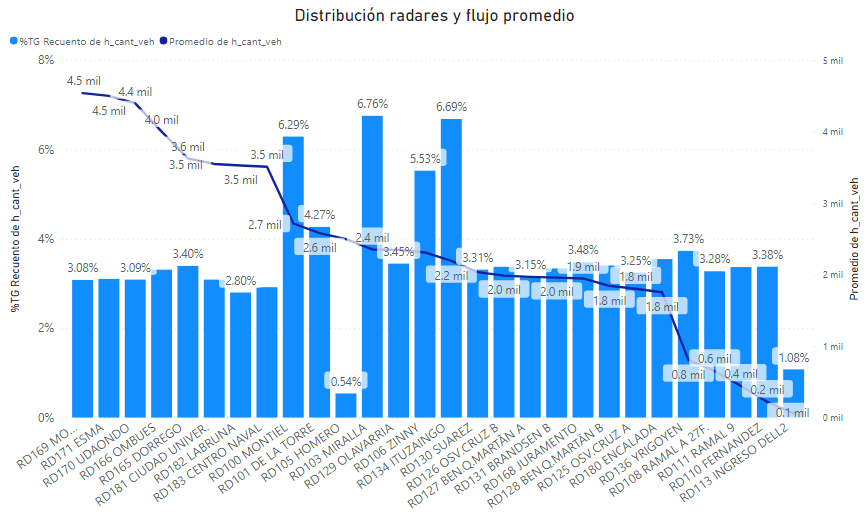 Distribución radares y flujo promedio
%TG Recuento de h_cant_veh Promedio de h_cant_veh
8%
6%
4%
2%
0%
%TG Recuento de h_cant_veh
5 mil
4 mil
3 mil
2 mil
1 mil
0 mil
Promedio de h_cant_veh
4.5 mil
4.5 mil
4.4 mil
4.0 mil
3.6 mil
3.5 mil
3.5 mil
3.5 mil
2.7 mil
2.6 mil
2.4 mil
2.2 mil
2.0 mil
2.0 mil
1.9 mil
1.8 mil
1.8 mil
1.8 mil
0.8 mil
0.6 mil
0.4 mil
0.2 mil
0.1 mil
3.08%
3.09%
3.40%
2.80%
6.29%
4.27%
0.54%
6.76%
3.45%
5.53%
6.69%
3.31%
3.15%
3.48%
3.25%
3.73%
3.28%
3.38%
1.08%
RD169 MO...
RD171 ESMA
RD170 UDAONDO
RD166 OMBUES
RD165 DORREGO
RD181 CIUDAD UNIVER.
RD182 LABRUNA
RD183 CENTRO NAVAL
RD100 MONTIEL
RD101 DE LA TORRE
RD105 HOMERO
RD103 MIRALLA
RD129 OLAVARRIA
RD106 ZINNY
RD134 ITUZAINGO
RD130 SUAREZ
RD126 OSV.CRUZ B
RD127 BEN.Q.MARTÍN A
RD131 BRANDSEN B
RD168 JURAMENTO
RD128 BEN.Q.MARTÍN B
RD125 OSV.CRUZ A
RD180 ENCALADA
RD136 YRIGOYEN
RD108 RAMAL A 27F.
RD111 RAMAL 9
RD110 FERNANDEZ
RD113 INGRESO DELL2